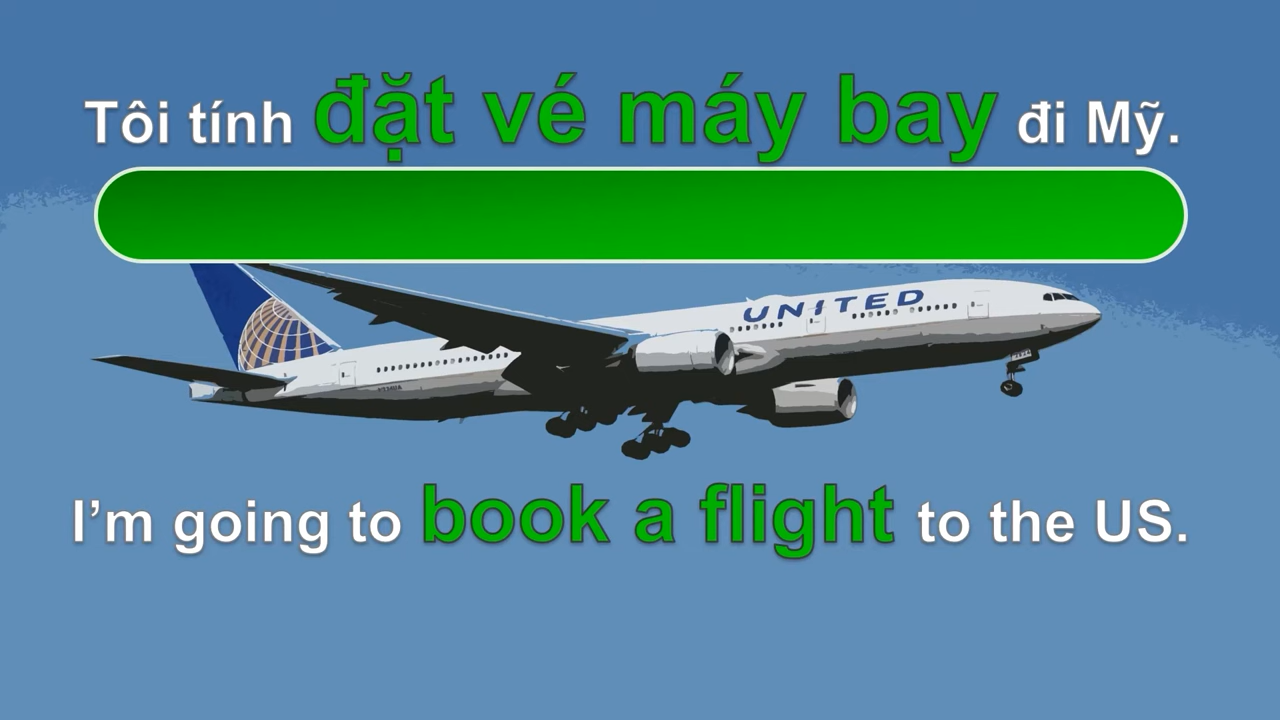 Tôi tính đặt vé máy bay đi Mỹ.
UNITED
I'm going to book a flight to the US.